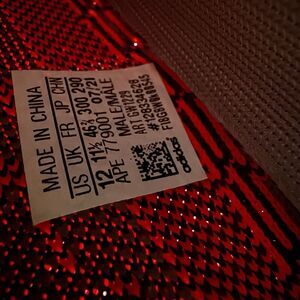 MADE IN CHINA
US UK FR JP CHN
12 11½ 46⅔ 300 290
APE 779001 07/21
MALE/MALE
ART GW1229
adidas